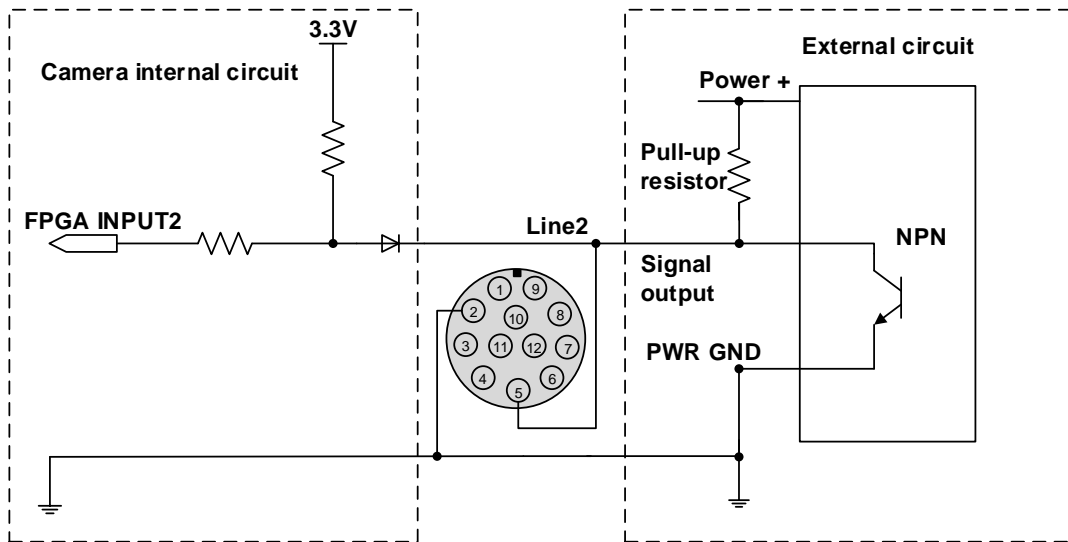 3.3V
Camera internal circuit
External circuit
Power +
Pull-up
resistor
FPGA INPUT2
Line2
NPN
Signal
output
PWR GND
1
9
2
8
10
3
11
12
7
4
6
5